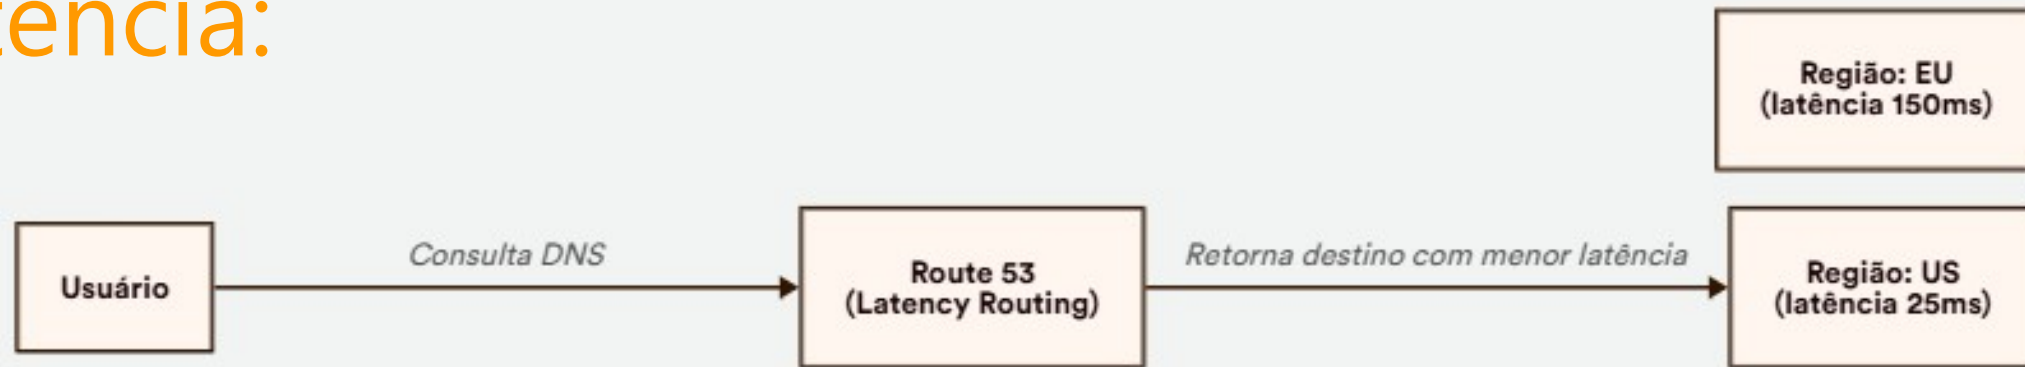 tência:
Região: EU
(latência 150ms)
Usuário
Consulta DNS
Route 53
(Latency Routing)
Retorna destino com menor latência
Região: US
(latência 25ms)